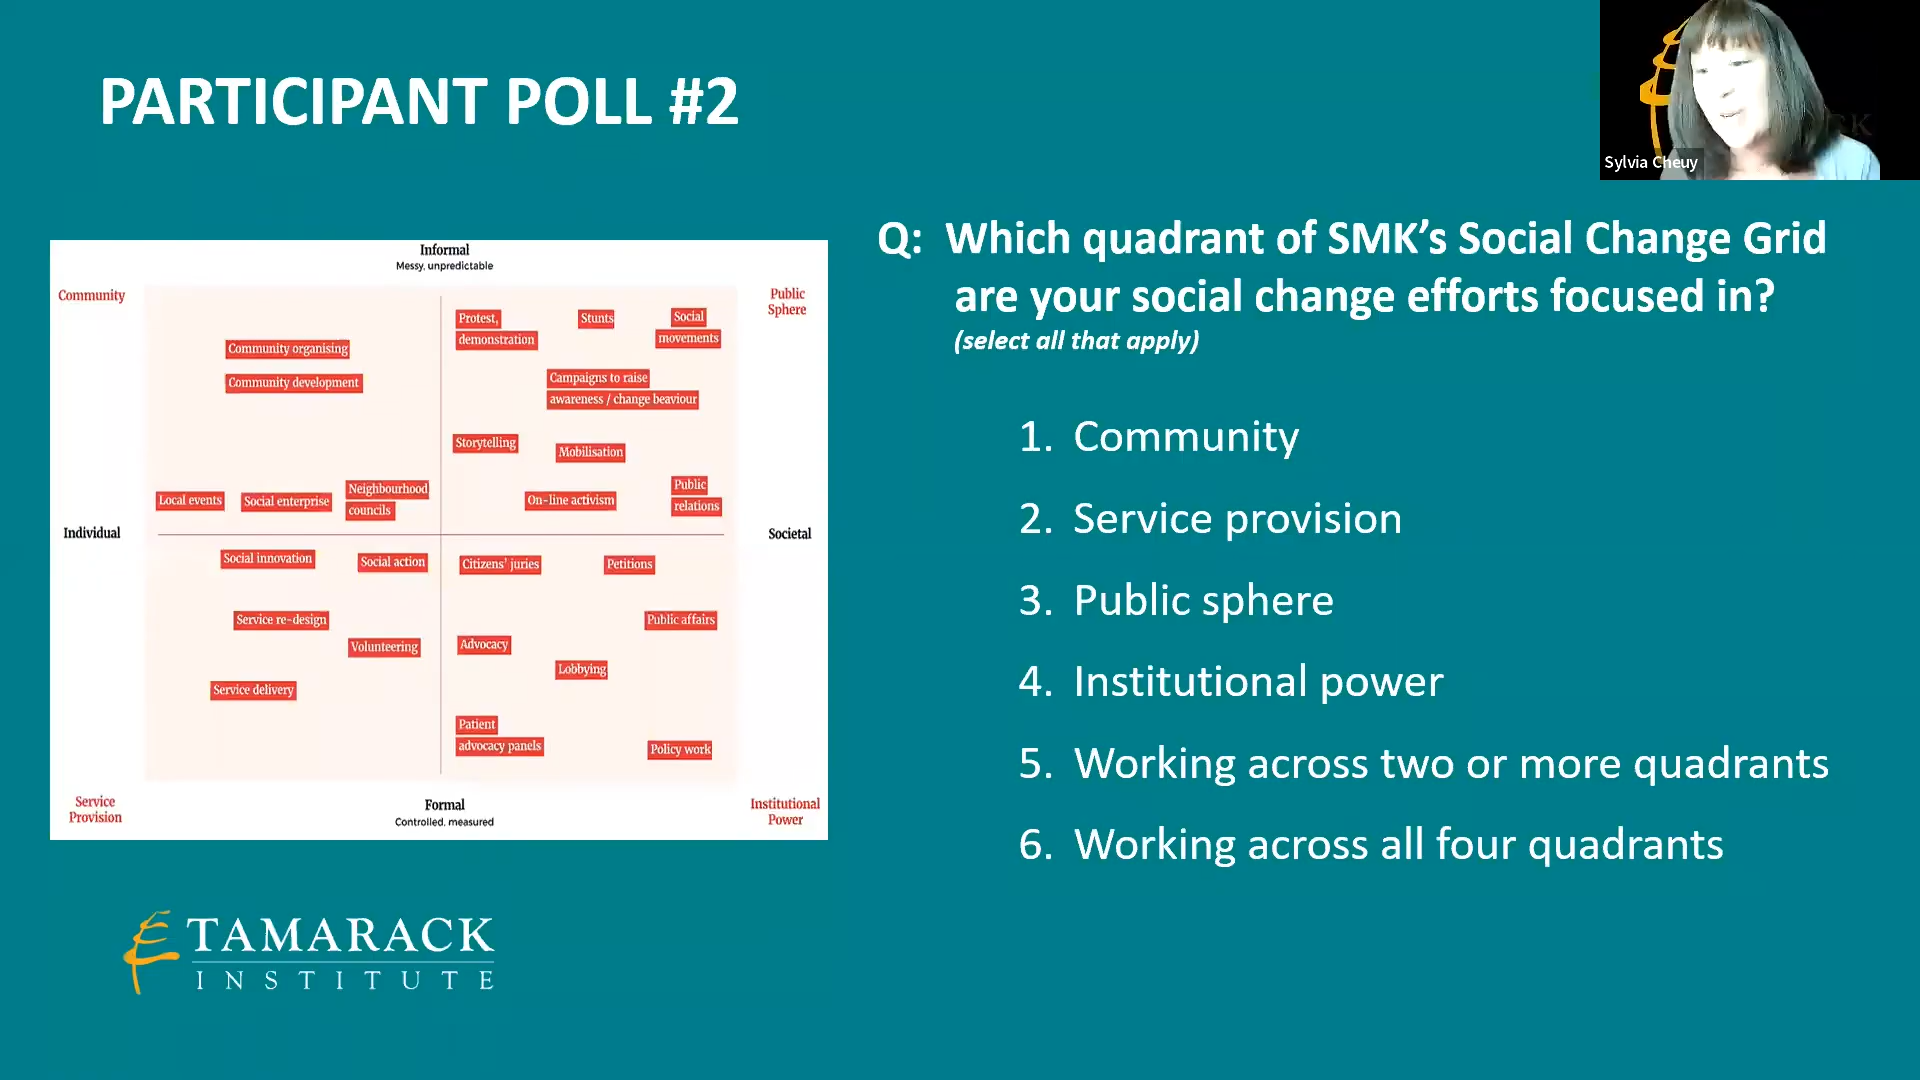 PARTICIPANT POLL #2
Sylvia Cheuy
Informal
Messy, unpredictable
Community
Public
Sphere
Protest,
demonstration
Stunts
Social
movements
Community organising
Community development
Campaigns to raise
awareness / change beaviour
Storytelling
Mobilisation
Local events
Social enterprise
Neighbourhood
councils
On-line activism
Public
relations
Individual
Societal
Social innovation
Social action
Citizens' juries
Petitions
Service re-design
Volunteering
Public affairs
Advocacy
Lobbying
Service delivery
Patient
advocacy panels
Policy work
Service
Provision
Formal
Controlled, measured
Institutional
Power
Q: Which quadrant of SMK’s Social Change Grid
are your social change efforts focused in?
(select all that apply)
1. Community
2. Service provision
3. Public sphere
4. Institutional power
5. Working across two or more quadrants
6. Working across all four quadrants
TAMARACK
INSTITUTE